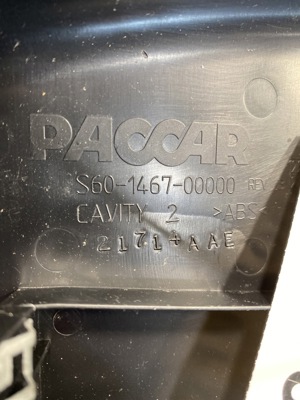 PACCAR
S60-1467-00000 REV
CAVITY 2 >ABS
2171+AAE